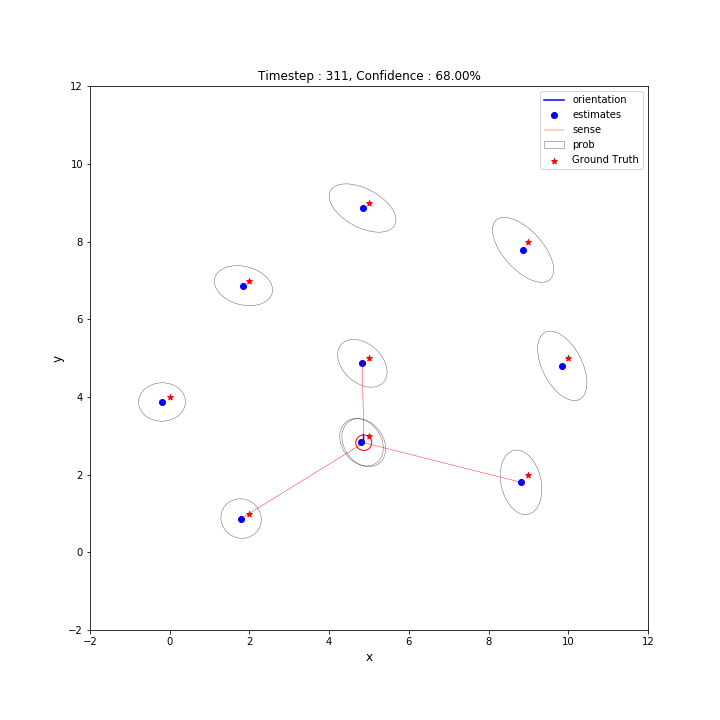 Timestep : 311, Confidence : 68.00%
orientation
estimates
sense
prob
Ground Truth
12
10
8
6
4
2
0
−2
y
−2 0 2 4 6 8 10 12
x